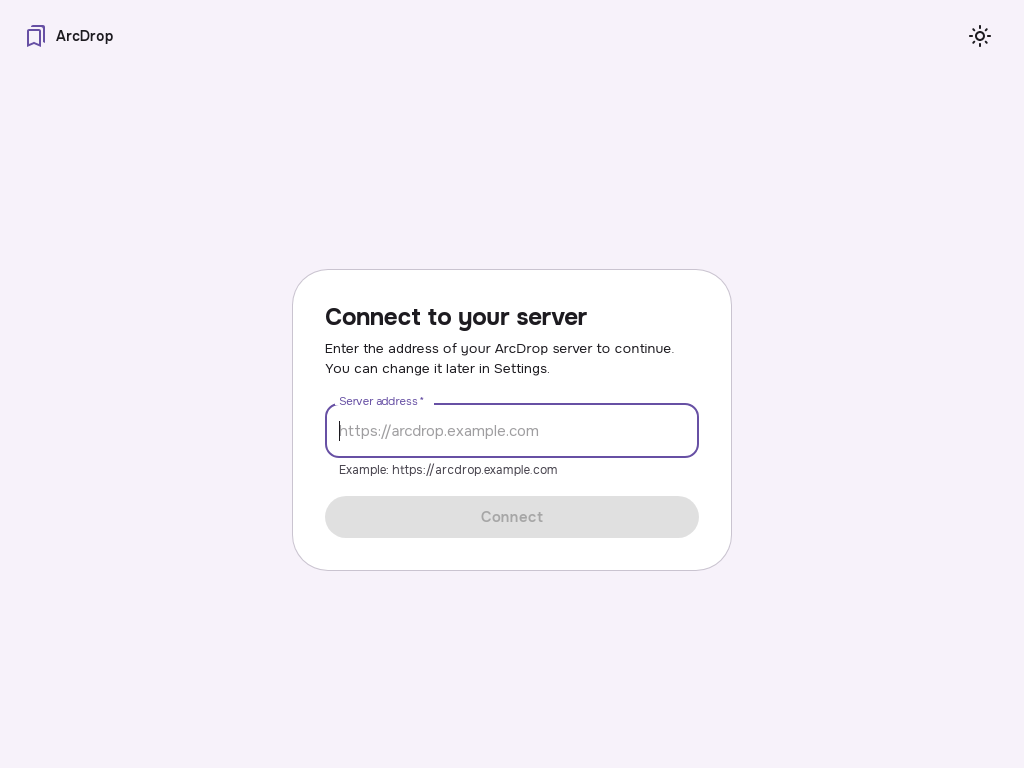 ArcDrop
Connect to your server
Enter the address of your ArcDrop server to continue.
You can change it later in Settings.
Server address *
https://arcdrop.example.com
Example: https://arcdrop.example.com
Connect